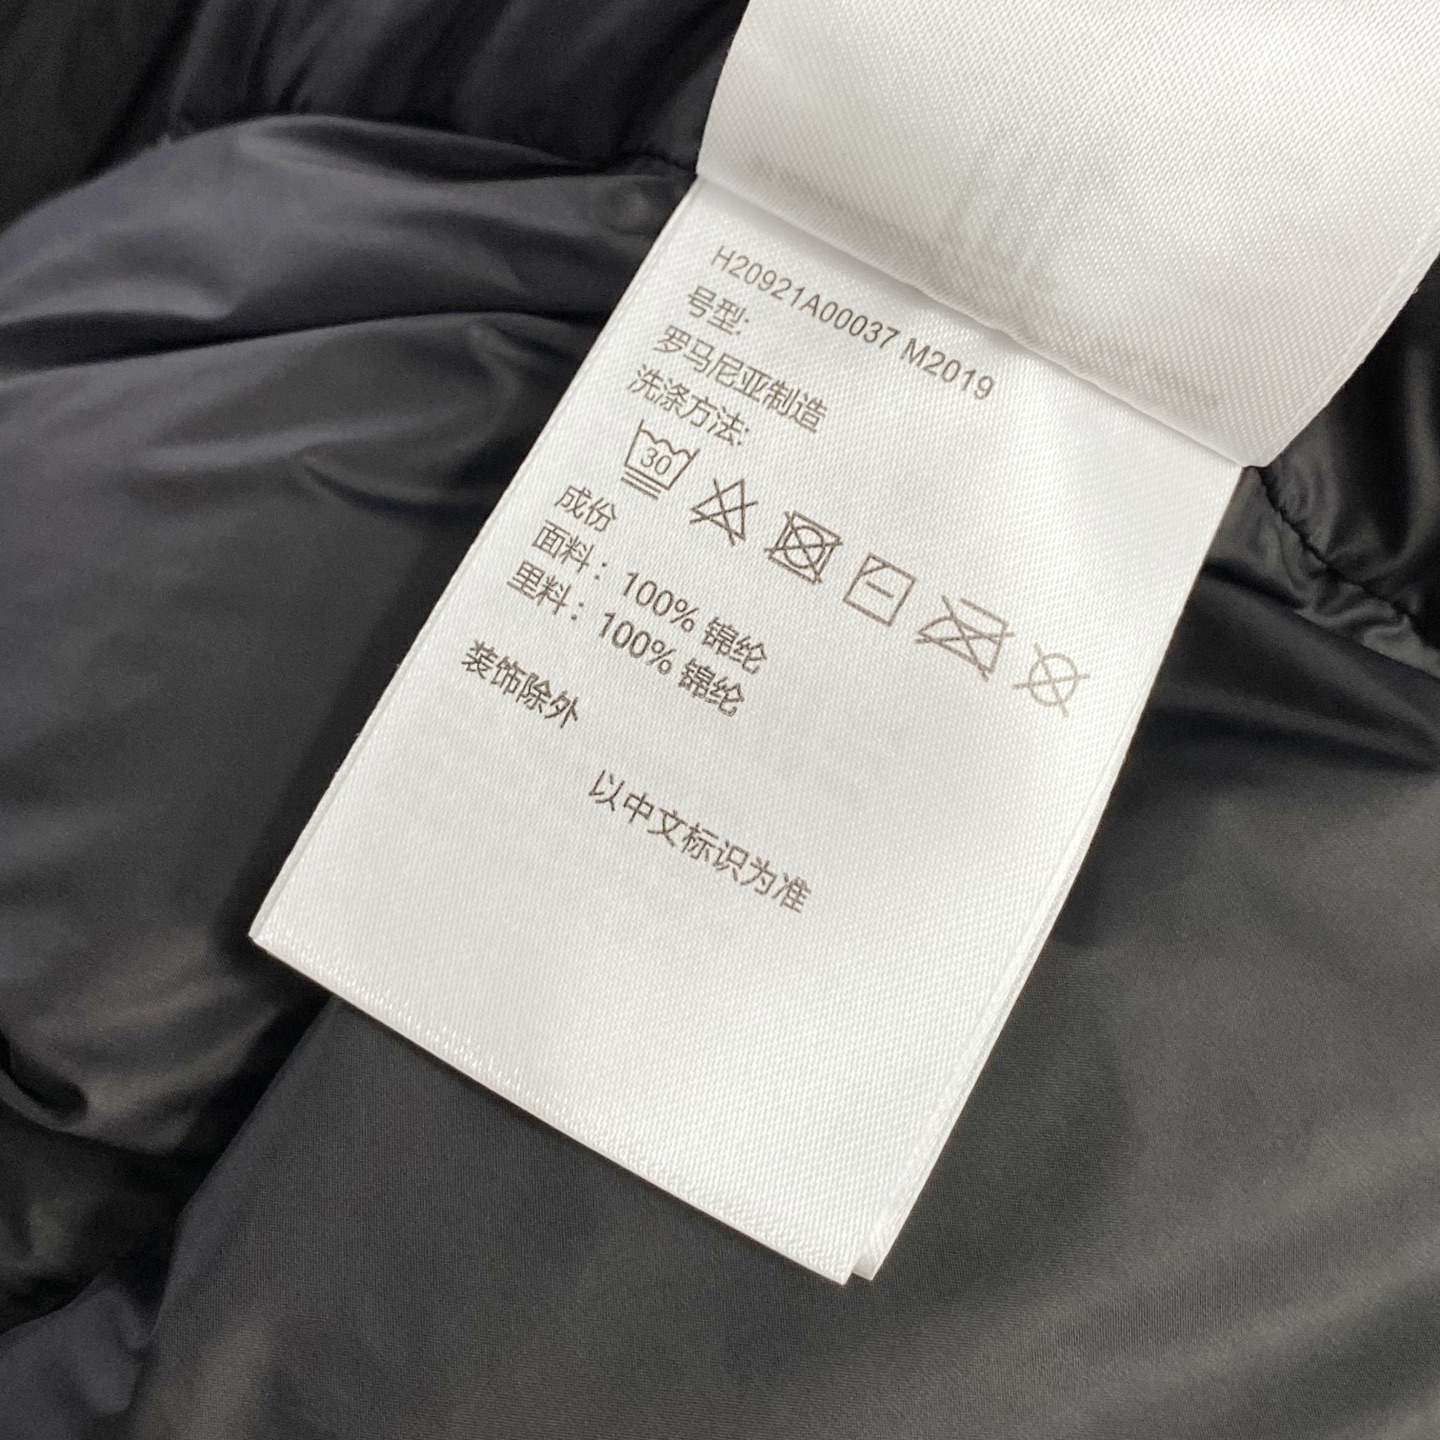 H20921A00037 M2019
号型:
罗马尼亚制造
洗涤方法:
30
成份
面料: 100% 锦纶
里料: 100% 锦纶
装饰除外
以中文标识为准